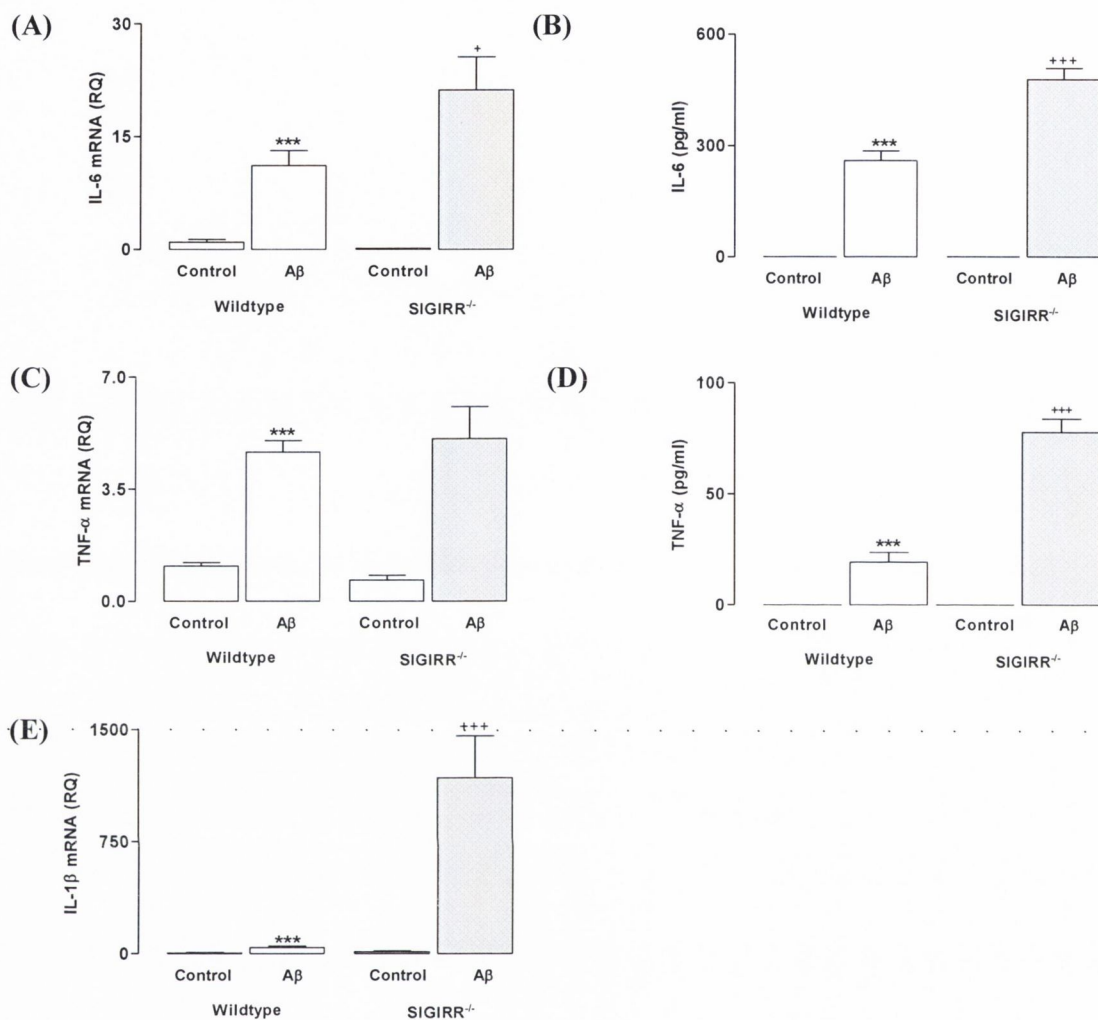 (A)
IL-6 mRNA (RQ)
30
15
0
***
+
Control Aβ Control Aβ
Wildtype SIGIRR-/-
(B)
IL-6 (pg/ml)
600
300
0
***
+++
Control Aβ Control Aβ
Wildtype SIGIRR-/-
(C)
TNF-α mRNA (RQ)
7.0
3.5
0.0
***
Control Aβ Control Aβ
Wildtype SIGIRR-/-
(D)
TNF-α (pg/ml)
100
50
0
***
+++
Control Aβ Control Aβ
Wildtype SIGIRR-/-
(E)
IL-1β mRNA (RQ)
1500
750
0
***
+++
Control Aβ Control Aβ
Wildtype SIGIRR-/-